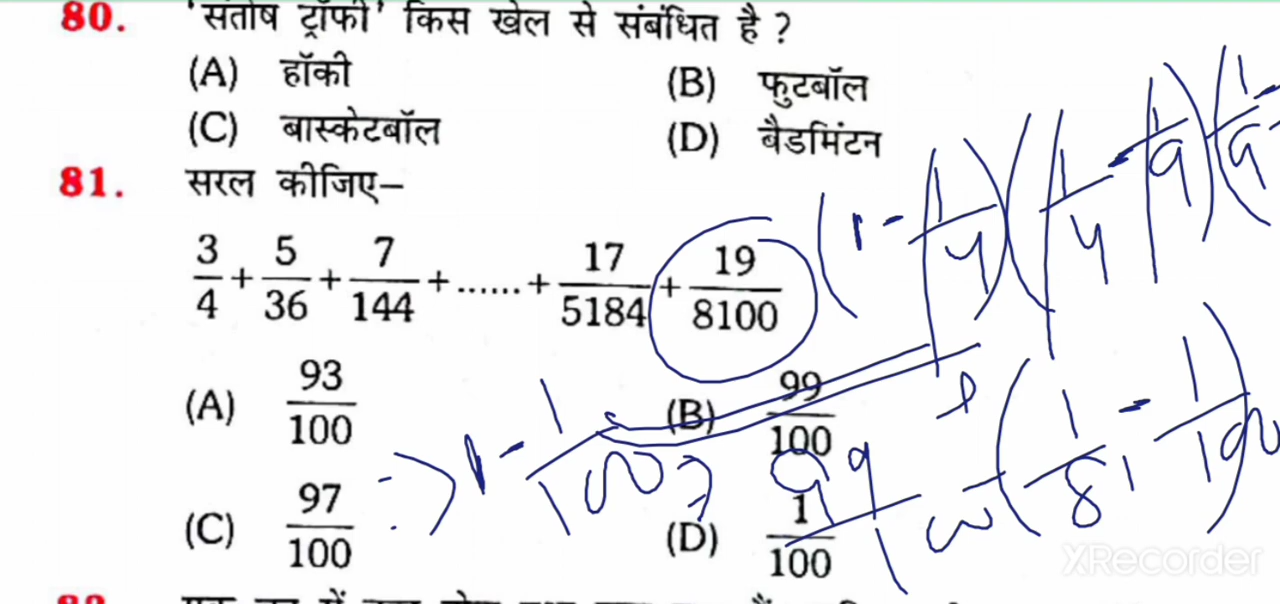 80. 'संतोष ट्रॉफी' किस खेल से संबंधित है ?
(A) हॉकी (B) फुटबॉल
(C) बास्केटबॉल (D) बैडमिंटन
81. सरल कीजिए–
3/4 + 5/36 + 7/144 + ...... + 17/5184 + 19/8100
(1 - 1/4) (1/4 - 1/9) (1/9 -
(A) 93/100 (B) 99/100
(1/81 - 1/100)
⇒ 1 - 1/100 = 99/100
(C) 97/100 (D) 1/100
XRecorder